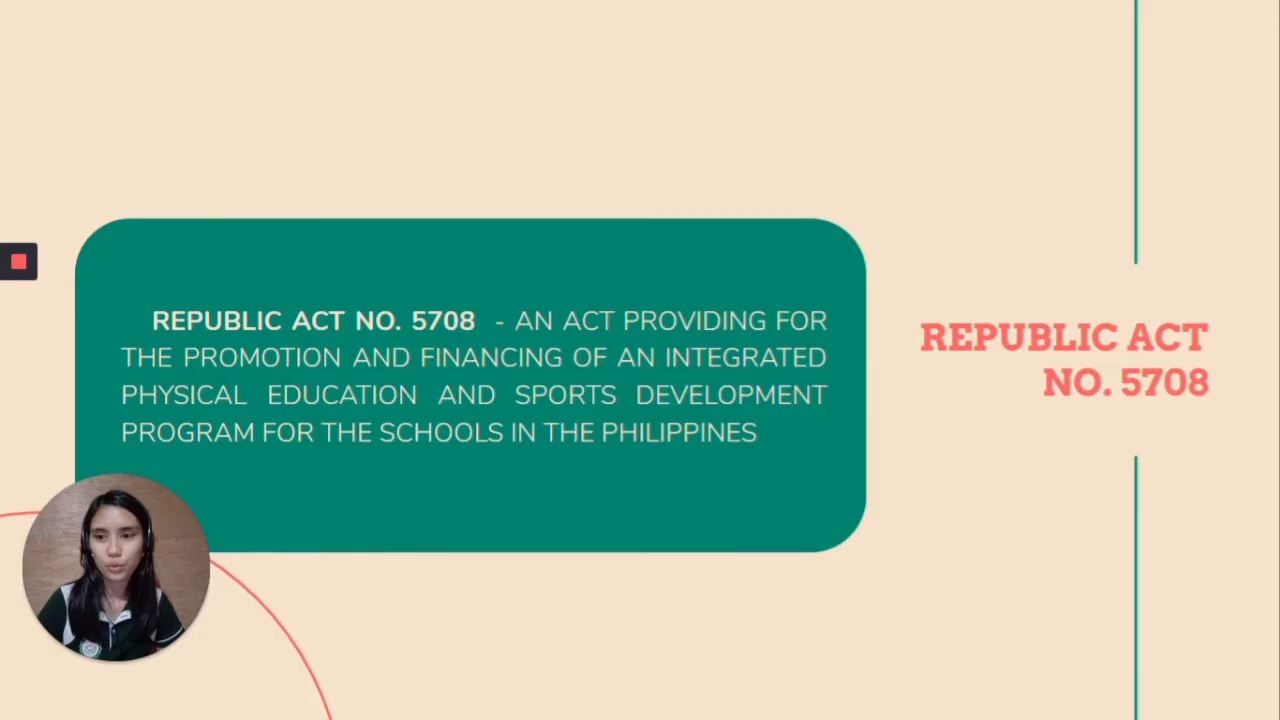 REPUBLIC ACT NO. 5708 - AN ACT PROVIDING FOR
THE PROMOTION AND FINANCING OF AN INTEGRATED
PHYSICAL EDUCATION AND SPORTS DEVELOPMENT
PROGRAM FOR THE SCHOOLS IN THE PHILIPPINES
REPUBLIC ACT
NO. 5708